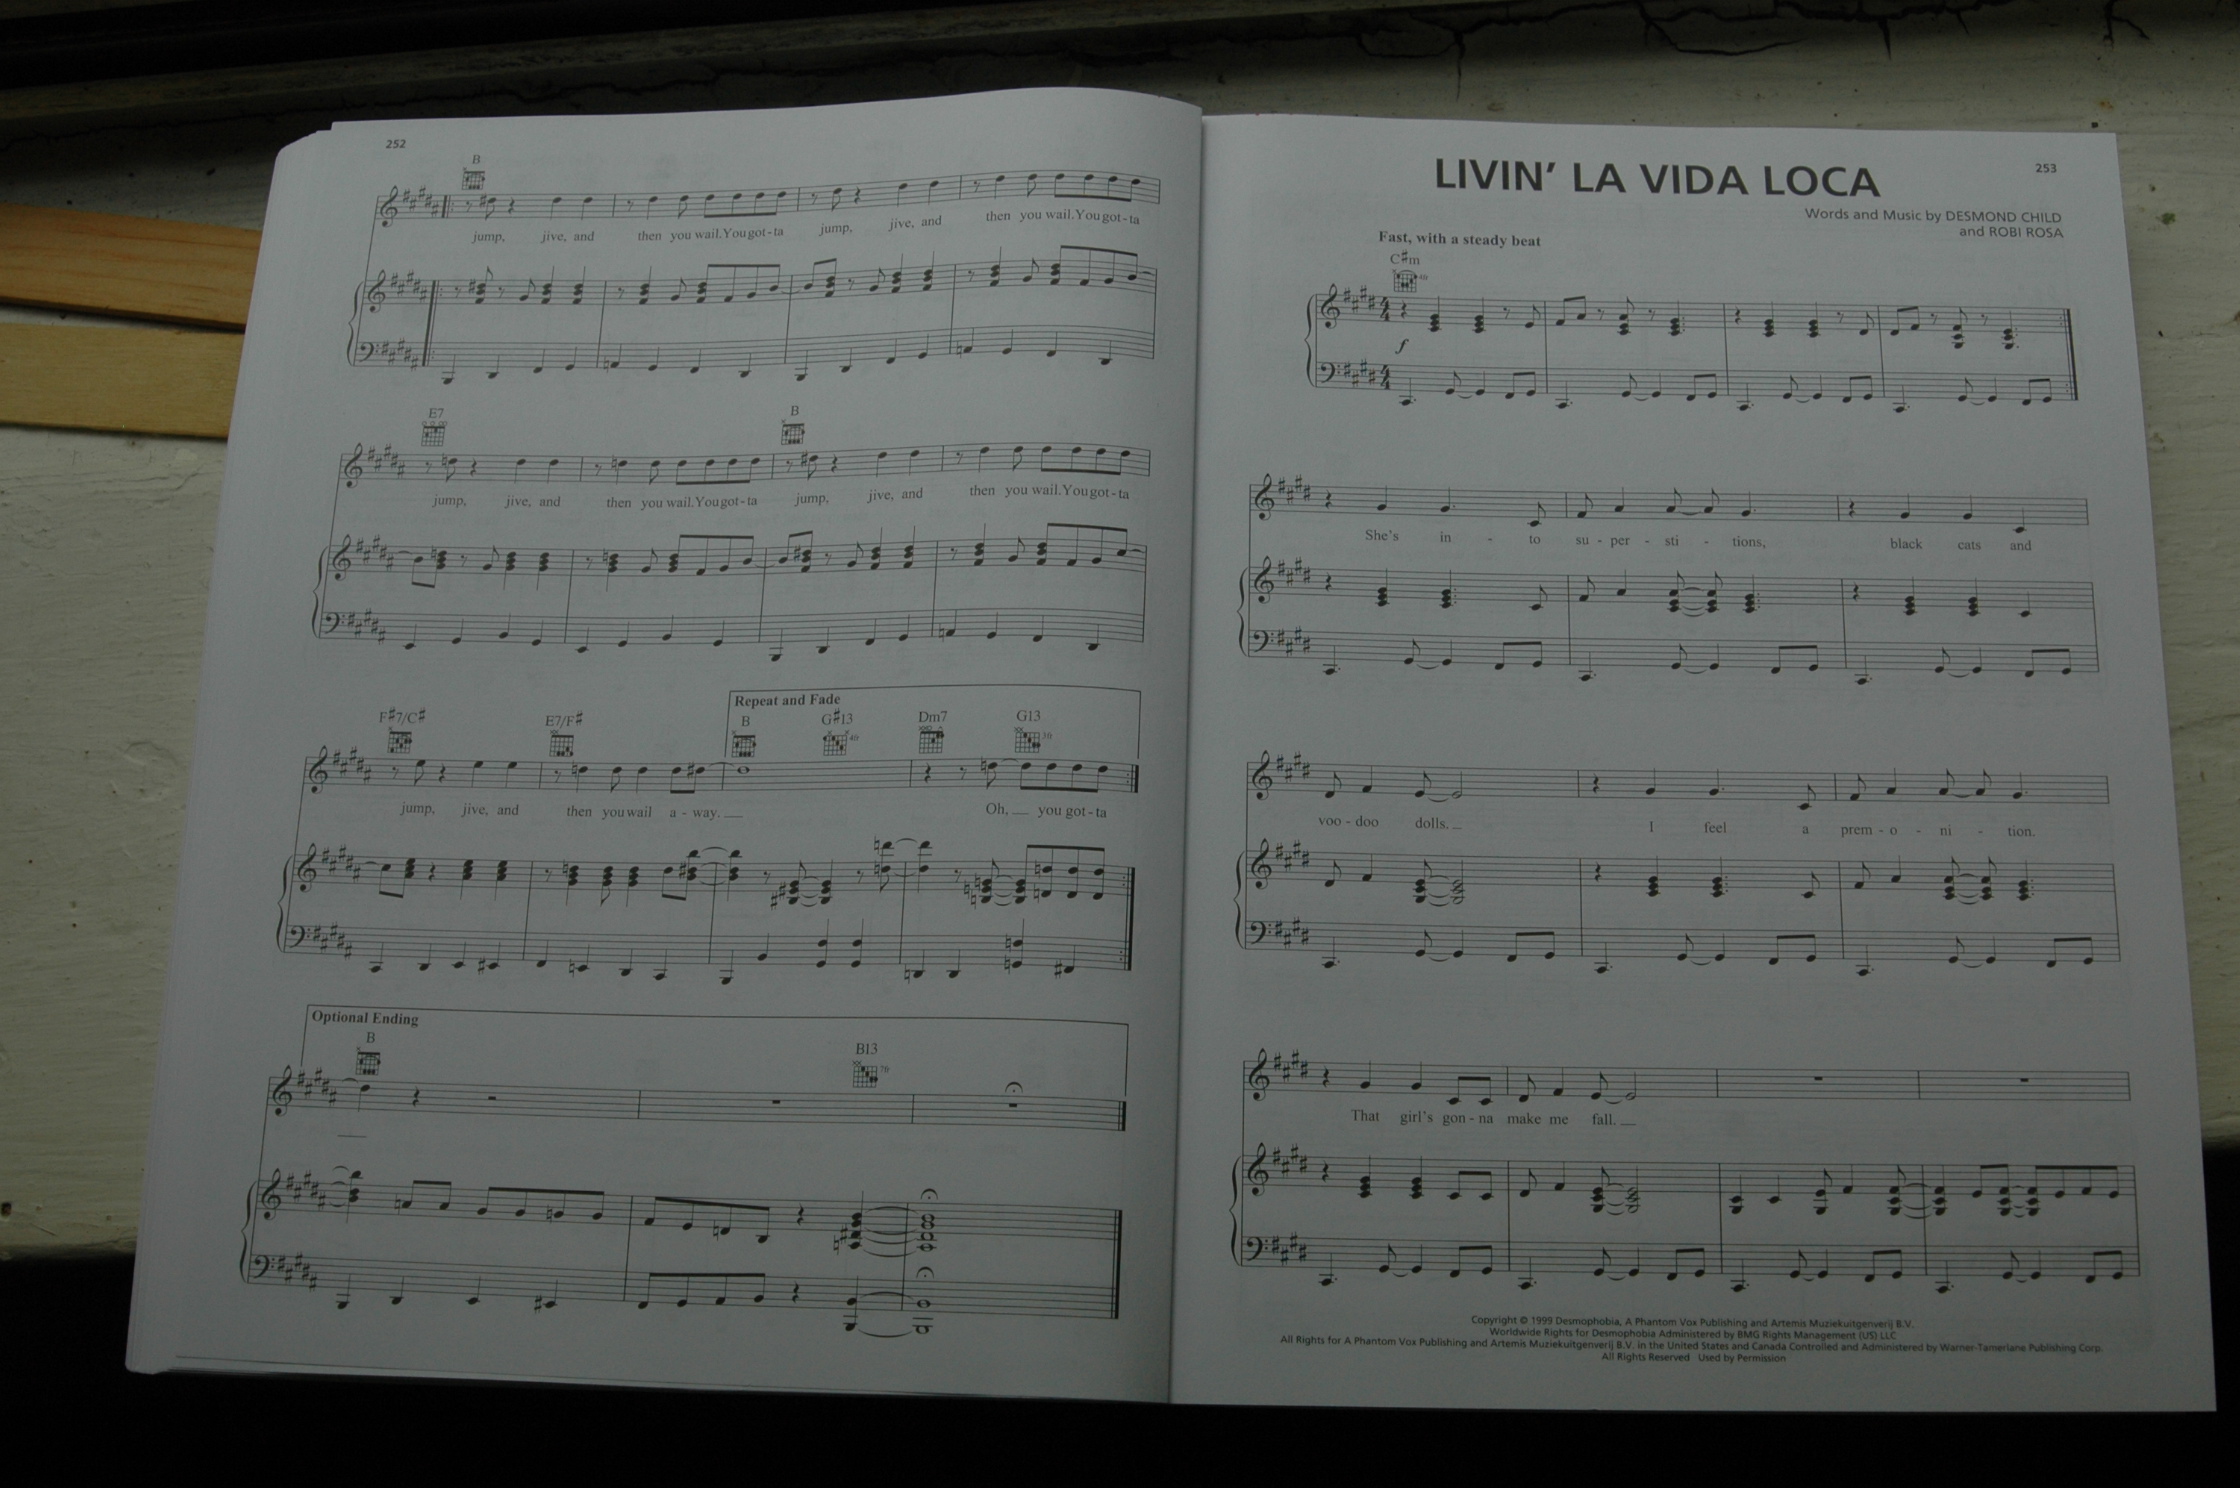 252
B
jump, jive, and then you wail. You got - ta jump, jive, and then you wail. You got - ta
E7 B
jump, jive, and then you wail. You got - ta jump, jive, and then you wail. You got - ta
Repeat and Fade
F#7/C# E7/F# B G#13 Dm7 G13
jump, jive, and then you wail a - way. Oh, you got - ta
Optional Ending
B B13
253
LIVIN' LA VIDA LOCA
Words and Music by DESMOND CHILD
and ROBI ROSA
Fast, with a steady beat
C#m
f
She's in - to su - per - sti - tions, black cats and
voo - doo dolls. I feel a prem - o - ni - tion.
That girl's gon - na make me fall.
Copyright © 1999 Desmophobia, A Phantom Vox Publishing and Artemis Muziekuitgeverij B.V.
Worldwide Rights for Desmophobia Administered by BMG Rights Management (US) LLC
All Rights for A Phantom Vox Publishing and Artemis Muziekuitgeverij B.V. in the United States and Canada Controlled and Administered by Warner-Tamerlane Publishing Corp.
All Rights Reserved Used by Permission